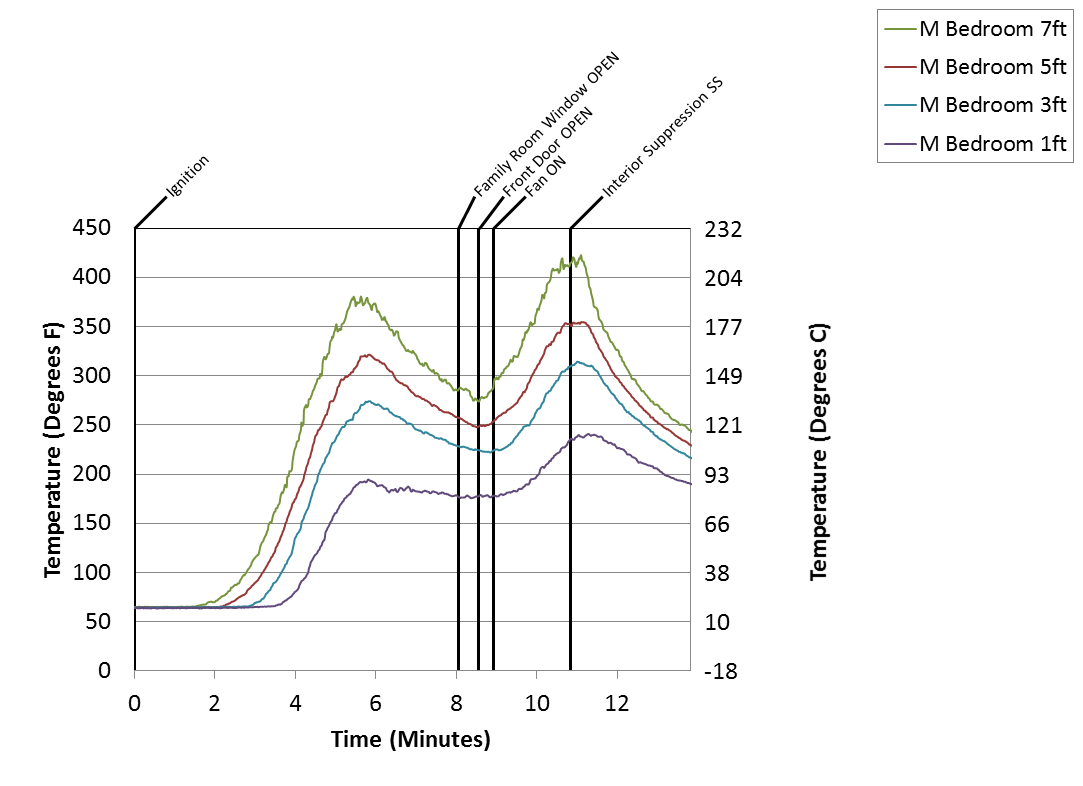 M Bedroom 7ft
M Bedroom 5ft
M Bedroom 3ft
M Bedroom 1ft
Ignition
Family Room Window OPEN
Front Door OPEN
Fan ON
Interior Suppression SS
Temperature (Degrees F)
450
400
350
300
250
200
150
100
50
0
232
204
177
149
121
93
66
38
10
-18
Temperature (Degrees C)
0 2 4 6 8 10 12
Time (Minutes)